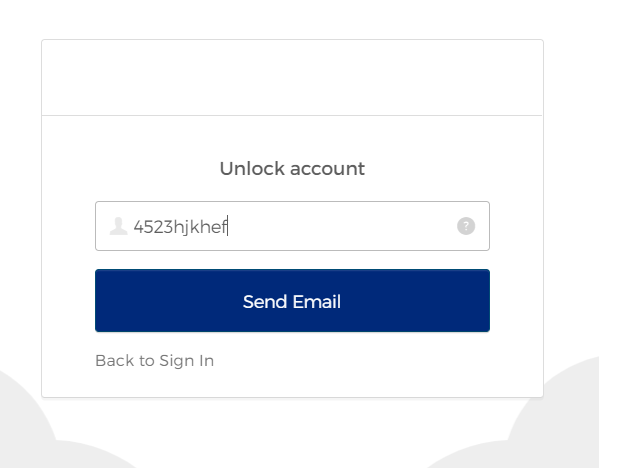 Unlock account
4523hjkhef
?
Send Email
Back to Sign In